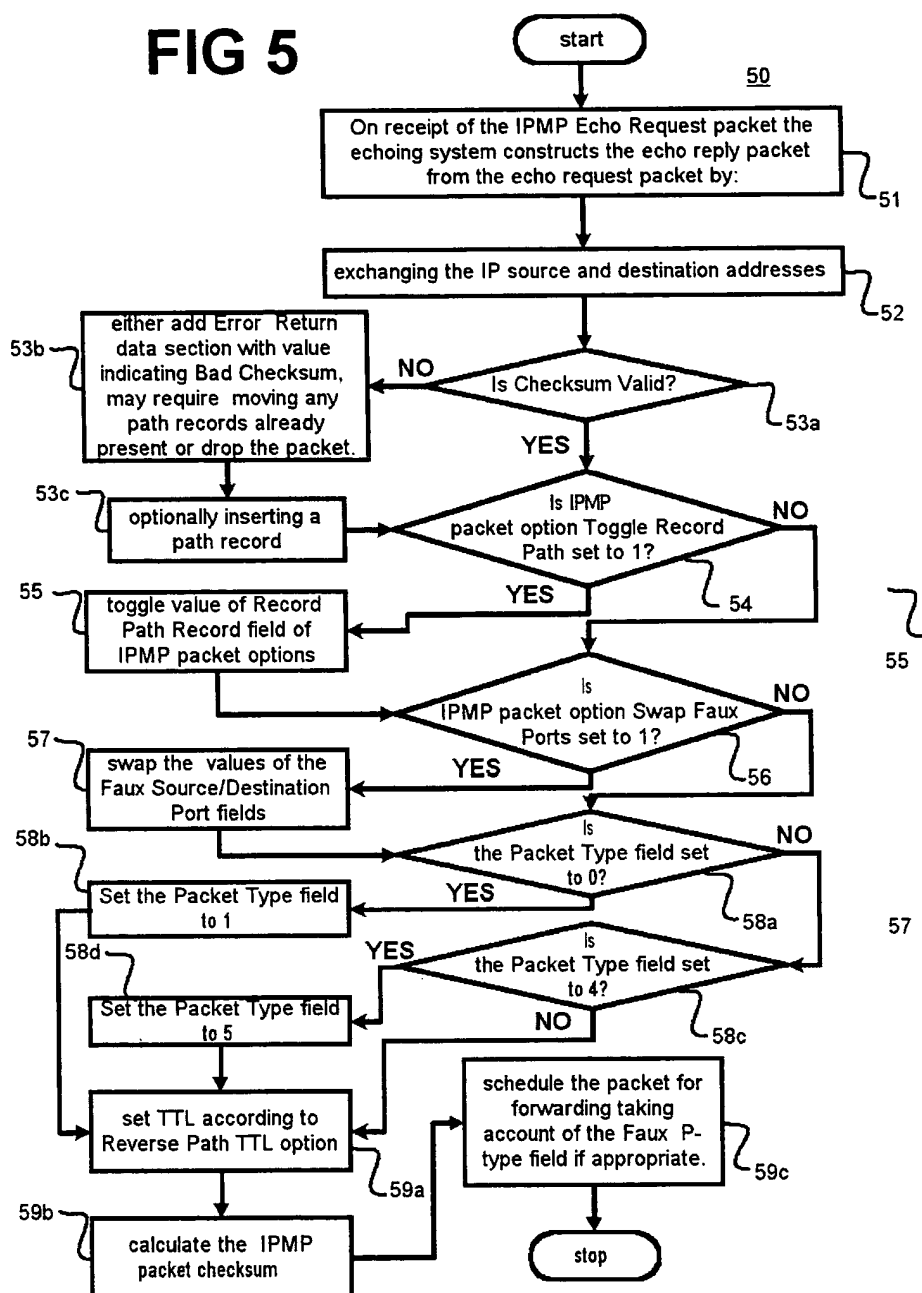 FIG 5
start
50
On receipt of the IPMP Echo Request packet the
echoing system constructs the echo reply packet
from the echo request packet by:
51
exchanging the IP source and destination addresses
52
either add Error Return
data section with value
indicating Bad Checksum,
may require moving any
path records already
present or drop the packet.
53b
NO
Is Checksum Valid?
53a
YES
53c
optionally inserting a
path record
Is IPMP
packet option Toggle Record
Path set to 1?
NO
YES
54
55
toggle value of Record
Path Record field of
IPMP packet options
55
Is
IPMP packet option Swap Faux
Ports set to 1?
NO
YES
56
57
swap the values of the
Faux Source/Destination
Port fields
Is
the Packet Type field set
to 0?
NO
YES
58a
58b
Set the Packet Type field
to 1
57
Is
the Packet Type field set
to 4?
YES
NO
58c
58d
Set the Packet Type field
to 5
set TTL according to
Reverse Path TTL option
59a
59b
calculate the IPMP
packet checksum
schedule the packet for
forwarding taking
account of the Faux P-
type field if appropriate.
59c
stop